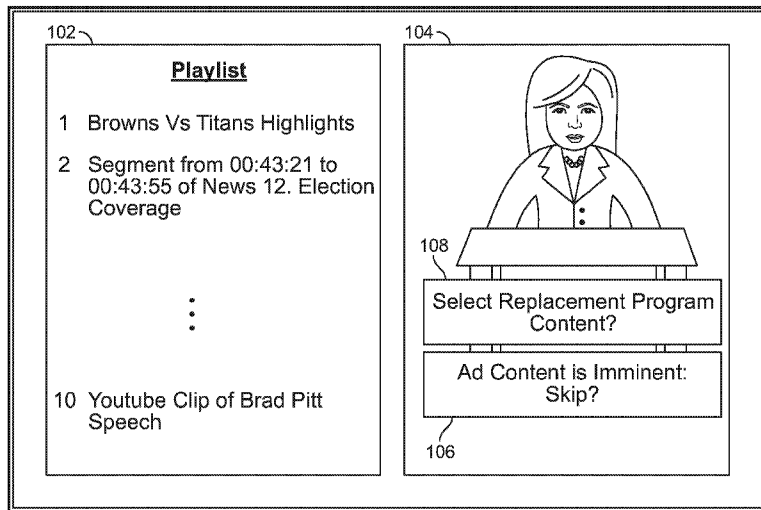 102
Playlist
1 Browns Vs Titans Highlights
2 Segment from 00:43:21 to
00:43:55 of News 12. Election
Coverage
10 Youtube Clip of Brad Pitt
Speech
104
108
Select Replacement Program
Content?
Ad Content is Imminent:
Skip?
106